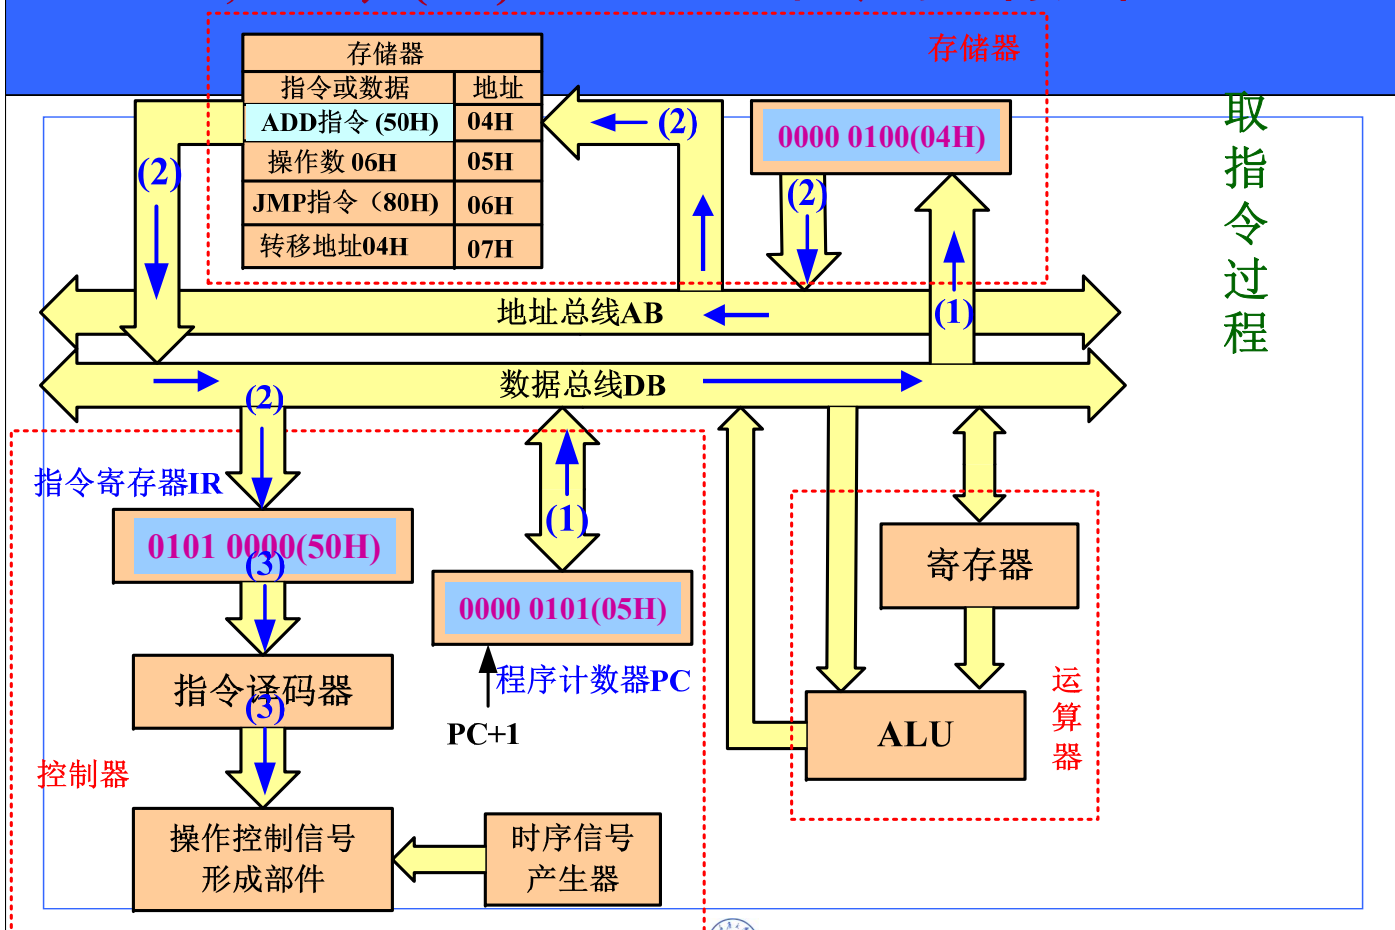 存储器
存储器
指令或数据 地址
ADD指令 (50H) 04H
操作数 06H 05H
JMP指令（80H) 06H
转移地址04H 07H
(2)
0000 0100(04H)
(2)
(2)
取指令过程
地址总线AB
(1)
数据总线DB
(2)
指令寄存器IR
0101 0000(50H)
(3)
(1)
0000 0101(05H)
程序计数器PC
PC+1
寄存器
ALU
运算器
指令译码器
(3)
控制器
操作控制信号
形成部件
时序信号
产生器